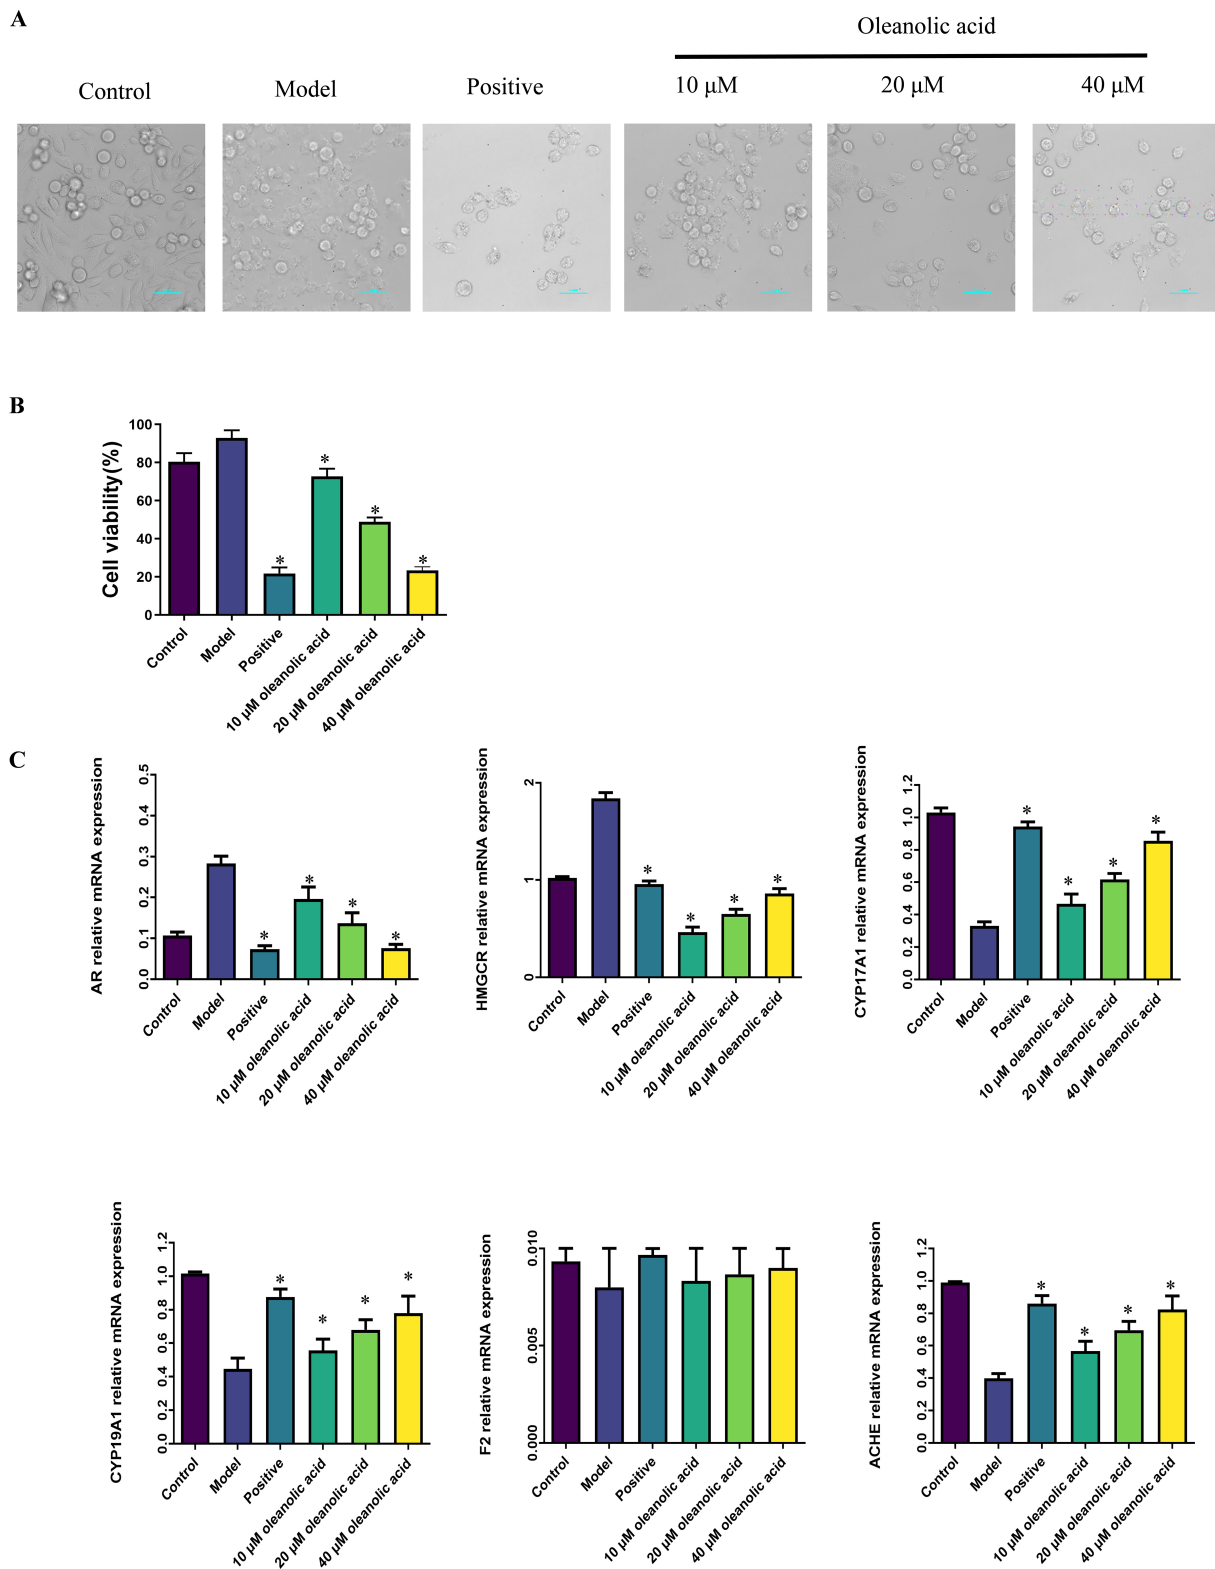 A
Oleanolic acid
Control
Model
Positive
10 μM
20 μM
40 μM
B
Cell viability(%)
100
80
60
40
20
0
*
*
*
*
Control
Model
Positive
10 μM oleanolic acid
20 μM oleanolic acid
40 μM oleanolic acid
C
AR relative mRNA expression
0.5
0.4
0.3
0.2
0.1
0.0
*
*
*
*
Control
Model
Positive
10 μM oleanolic acid
20 μM oleanolic acid
40 μM oleanolic acid
HMGCR relative mRNA expression
2
1
0
*
*
*
*
Control
Model
Positive
10 μM oleanolic acid
20 μM oleanolic acid
40 μM oleanolic acid
CYP17A1 relative mRNA expression
1.2
1.0
0.8
0.6
0.4
0.2
0.0
*
*
*
*
Control
Model
Positive
10 μM oleanolic acid
20 μM oleanolic acid
40 μM oleanolic acid
CYP19A1 relative mRNA expression
1.2
1.0
0.8
0.6
0.4
0.2
0.0
*
*
*
*
Control
Model
Positive
10 μM oleanolic acid
20 μM oleanolic acid
40 μM oleanolic acid
F2 relative mRNA expression
0.010
0.005
0.000
Control
Model
Positive
10 μM oleanolic acid
20 μM oleanolic acid
40 μM oleanolic acid
ACHE relative mRNA expression
1.2
1.0
0.8
0.6
0.4
0.2
0.0
*
*
*
*
Control
Model
Positive
10 μM oleanolic acid
20 μM oleanolic acid
40 μM oleanolic acid